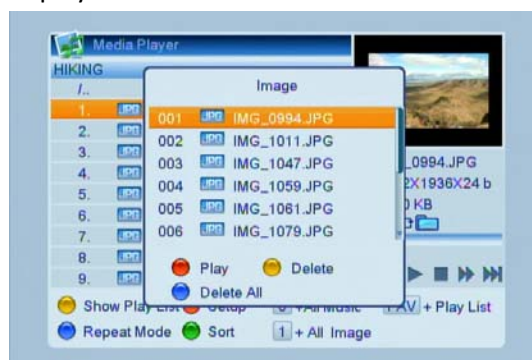 Media Player
HIKING
/..
1. JPG
2. JPG
3. JPG
4. JPG
5. JPG
6. JPG
7. JPG
8. JPG
9. JPG
Image
001 JPG IMG_0994.JPG
002 JPG IMG_1011.JPG
003 JPG IMG_1047.JPG
004 JPG IMG_1059.JPG
005 JPG IMG_1061.JPG
006 JPG IMG_1079.JPG
Play Delete
Delete All
_0994.JPG
2X1936X24 b
KB
Show Play List Setup + All Music + Play List
Repeat Mode Sort 1 + All Image